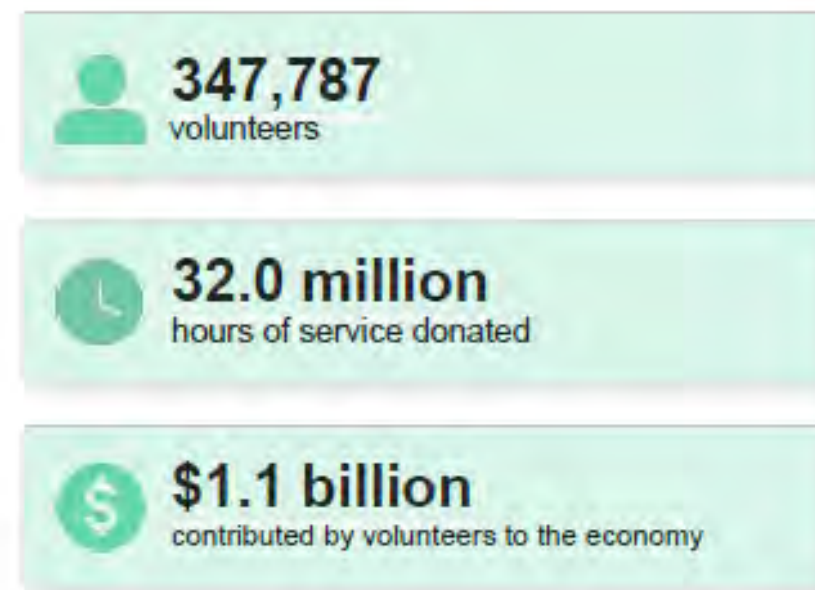 347,787
volunteers
32.0 million
hours of service donated
$1.1 billion
contributed by volunteers to the economy